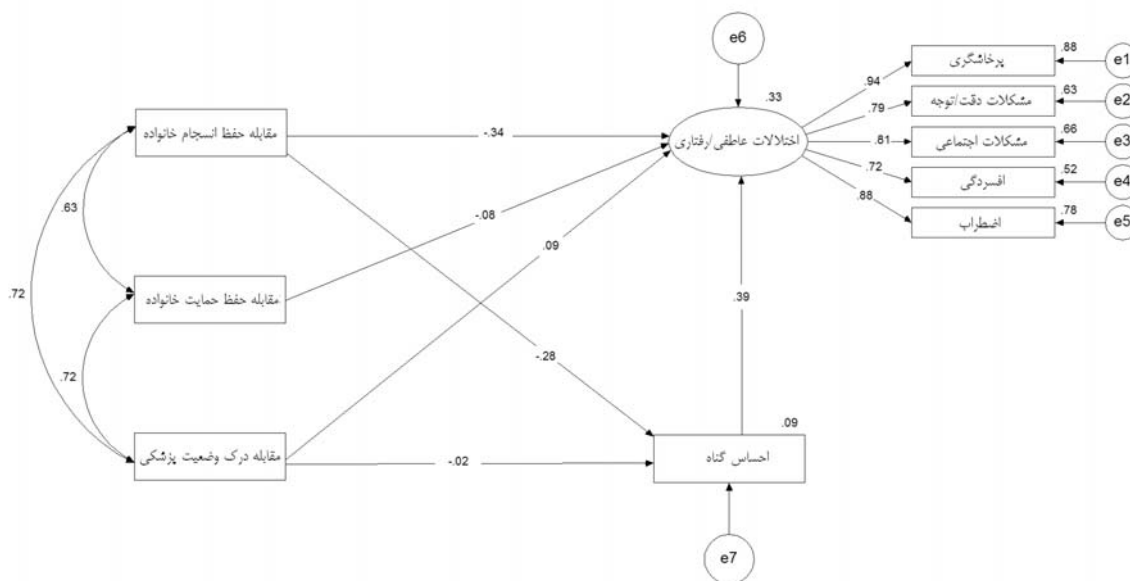 e6
.33
اختلالات عاطفی/رفتاری
.94
.79
.81
.72
.88
.88
پرخاشگری
e1
.63
مشکلات دقت/توجه
e2
.66
مشکلات اجتماعی
e3
.52
افسردگی
e4
.78
اضطراب
e5
مقابله حفظ انسجام خانواده
-.34
.63
-.08
.09
مقابله حفظ حمایت خانواده
.72
.39
-.28
.72
مقابله درک وضعیت پزشکی
-.02
.09
احساس گناه
e7